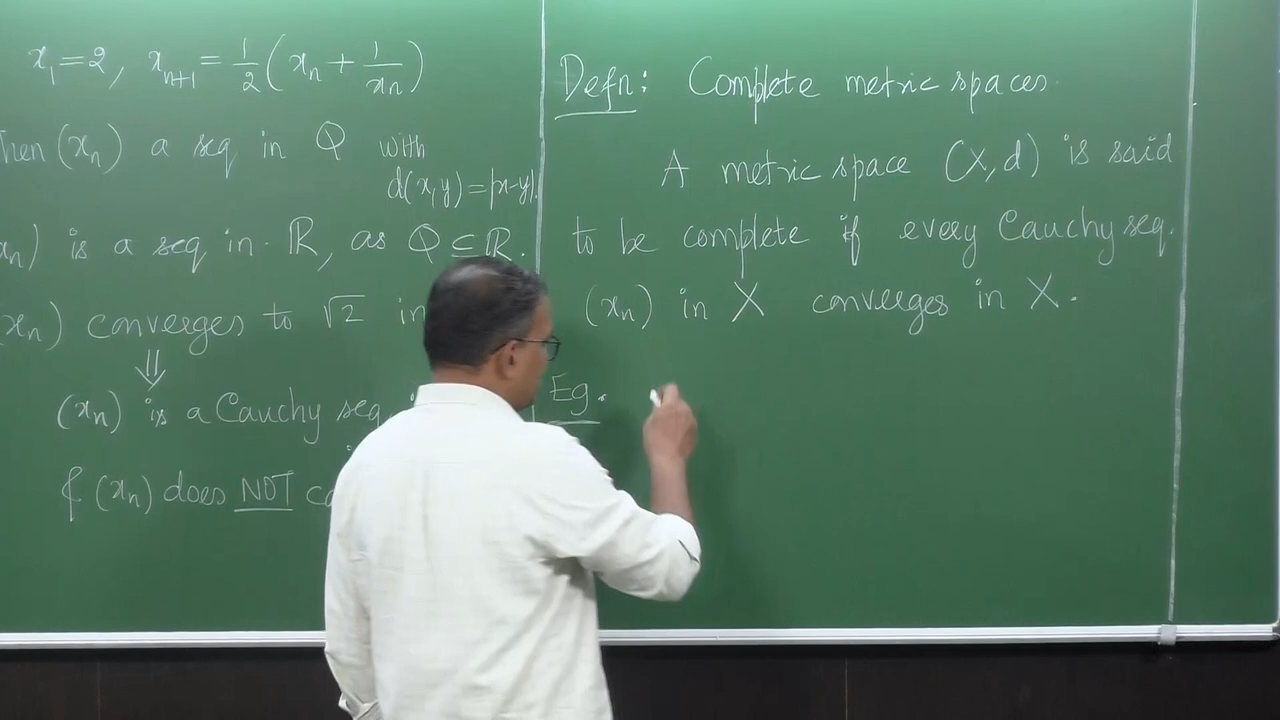 x₁ = 2, xₙ₊₁ = 1/2 (xₙ + 1/xₙ)
Then (xₙ) a seq in Q with
d(x,y) = |x-y|.
(xₙ) is a seq in ℝ, as Q ⊆ ℝ.
(xₙ) converges to √2 in
⇓
(xₙ) is a Cauchy seq
& (xₙ) does NOT
Defn: Complete metric spaces.
A metric space (X,d) is said
to be complete if every Cauchy seq.
(xₙ) in X converges in X.
Eg.